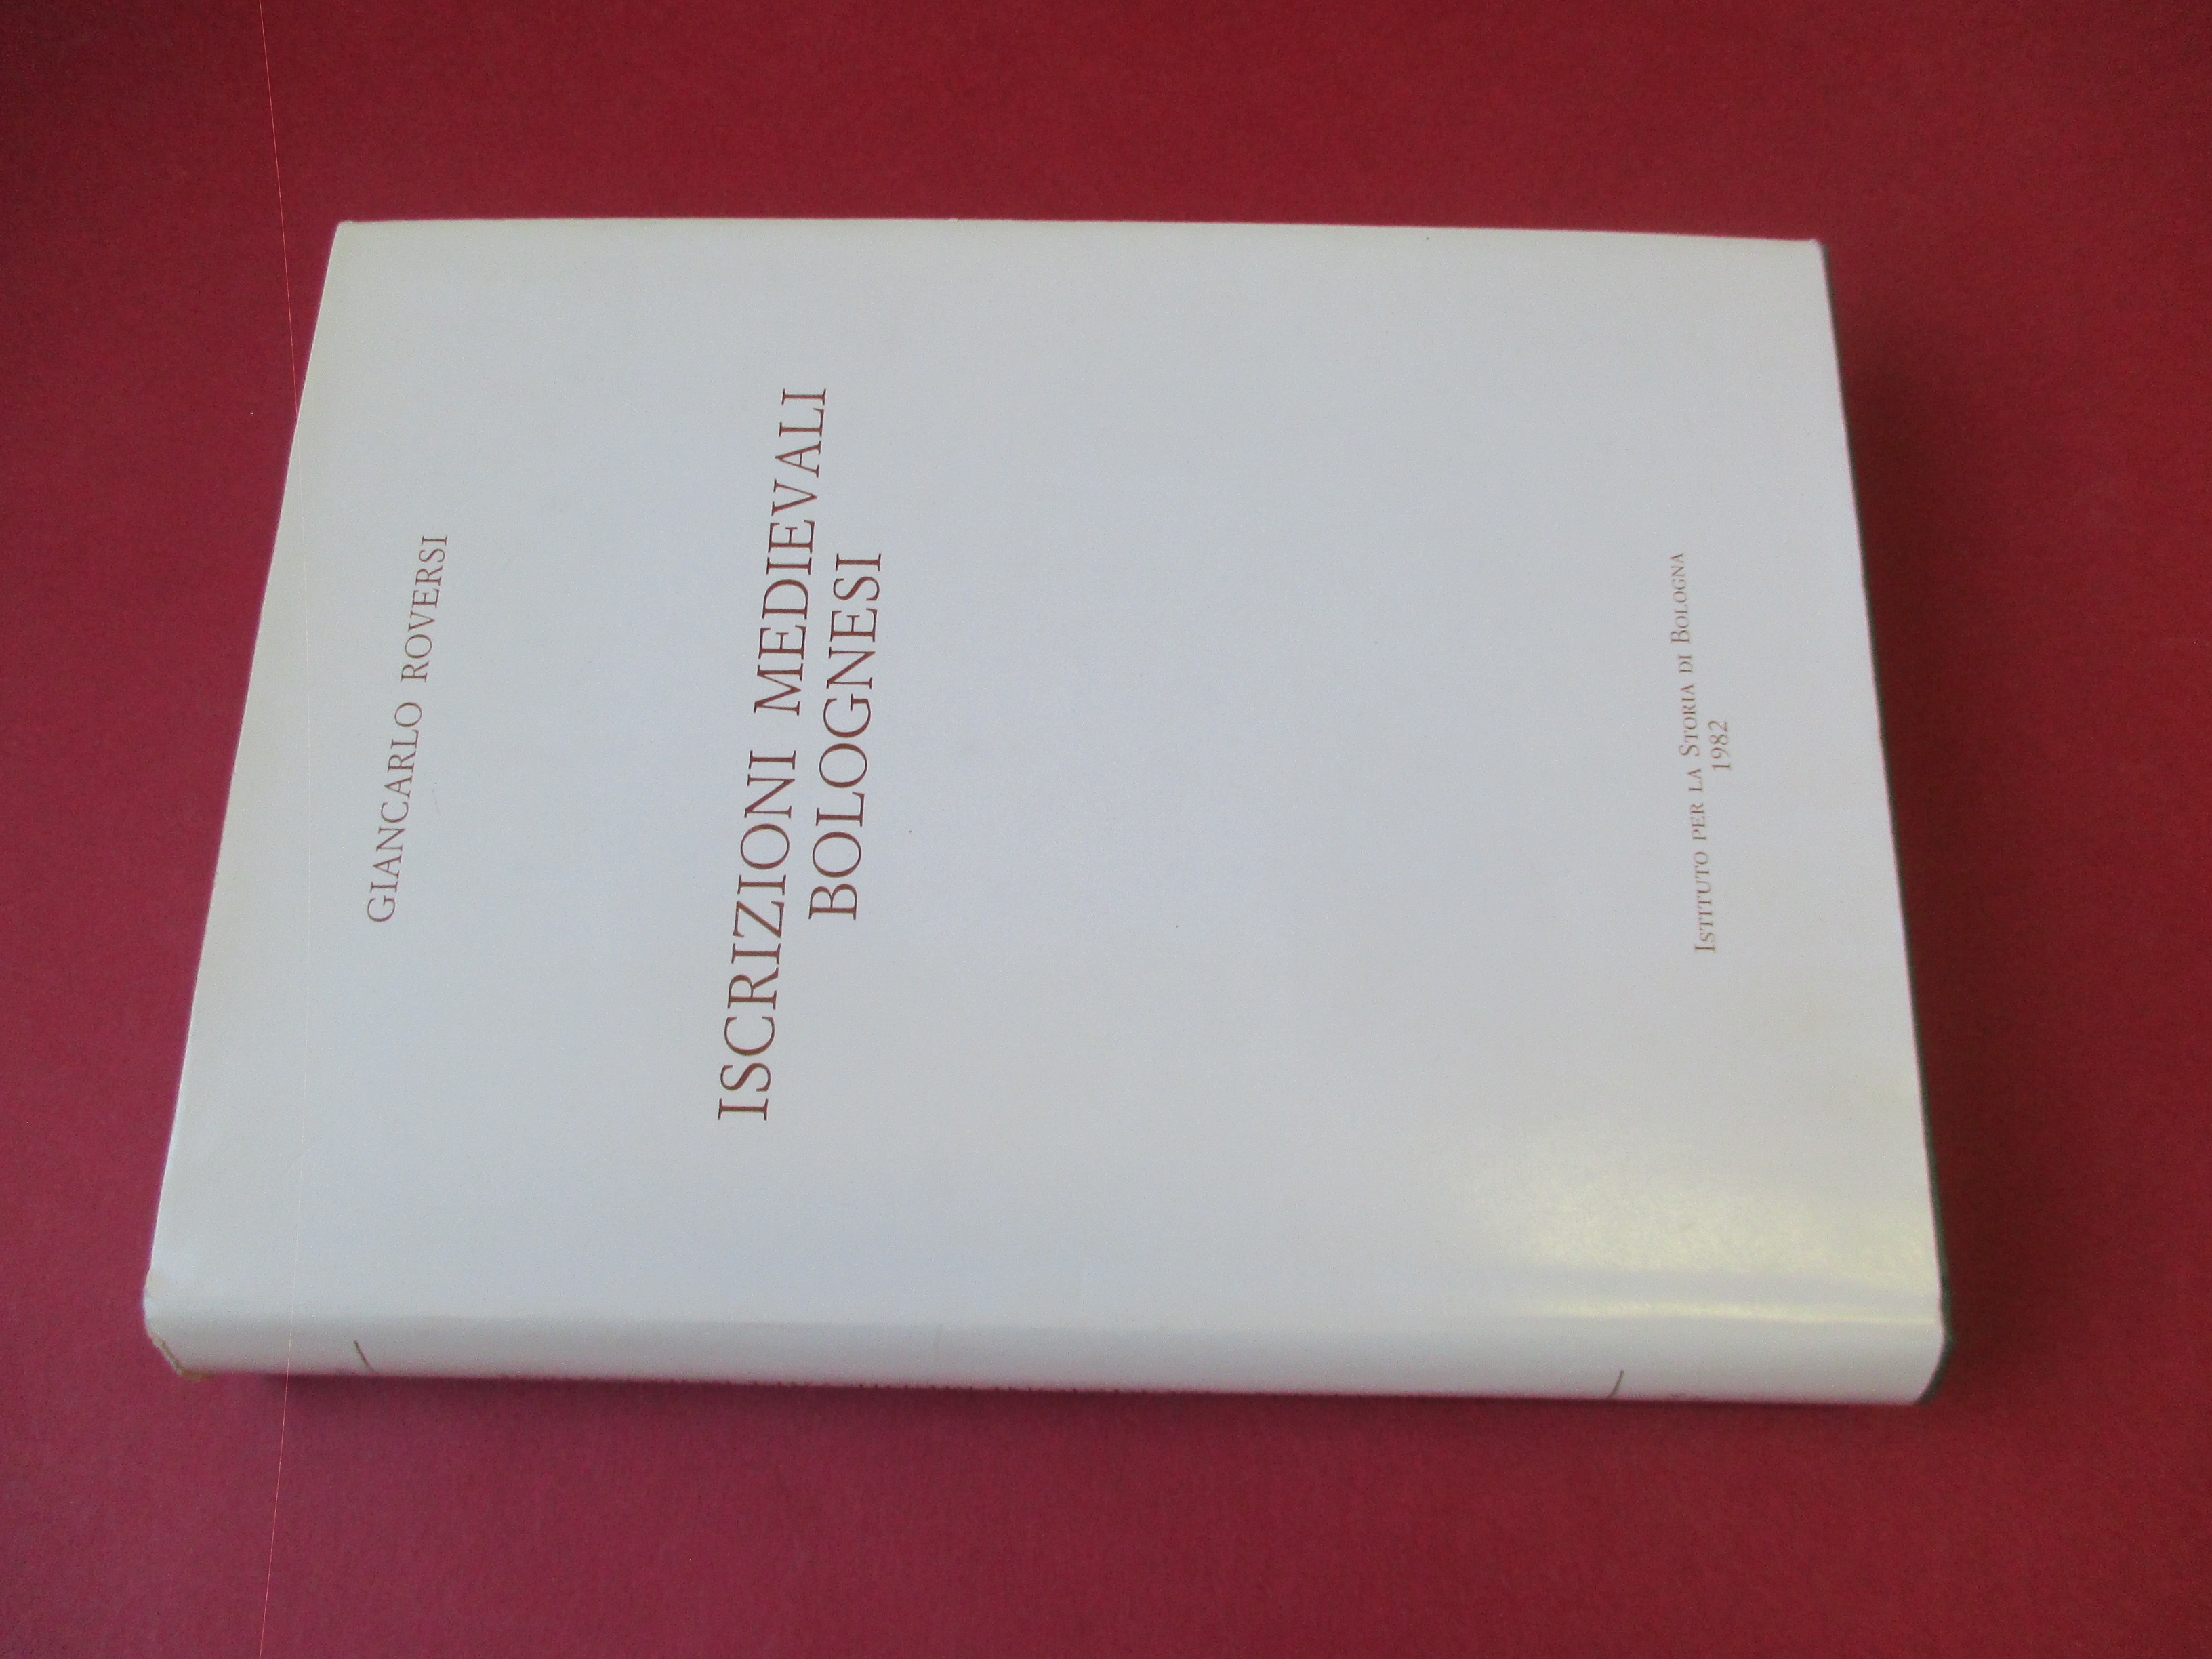 GIANCARLO ROVERSI
ISCRIZIONI MEDIEVALI
BOLOGNESI
ISTITUTO PER LA STORIA DI BOLOGNA
1982